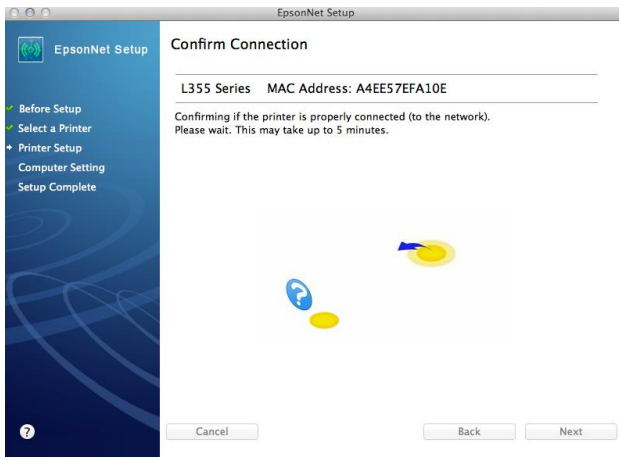 EpsonNet Setup
EpsonNet Setup
Confirm Connection
L355 Series MAC Address: A4EE57EFA10E
Before Setup
Select a Printer
Printer Setup
Computer Setting
Setup Complete
Confirming if the printer is properly connected (to the network).
Please wait. This may take up to 5 minutes.
?
?
Cancel
Back
Next